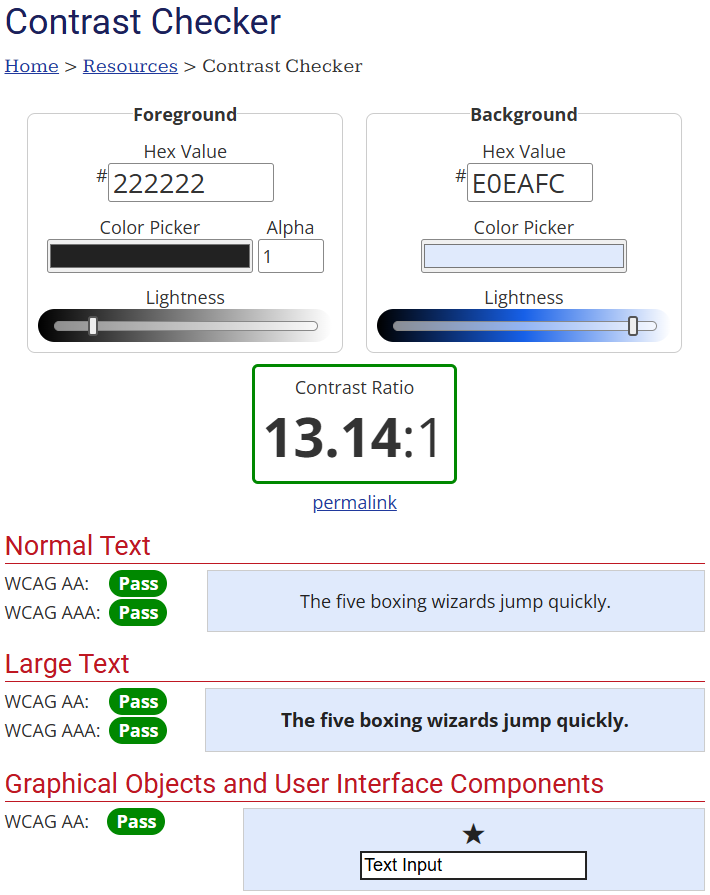 Contrast Checker
Home > Resources > Contrast Checker
Foreground
Hex Value
#222222
Color Picker Alpha
1
Lightness
Background
Hex Value
#E0EAFC
Color Picker
Lightness
Contrast Ratio
13.14:1
permalink
Normal Text
WCAG AA: Pass
WCAG AAA: Pass
The five boxing wizards jump quickly.
Large Text
WCAG AA: Pass
WCAG AAA: Pass
The five boxing wizards jump quickly.
Graphical Objects and User Interface Components
WCAG AA: Pass
★
Text Input